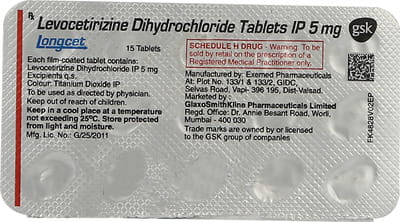 Rx Levocetirizine Dihydrochloride Tablets IP 5 mg
Longcet
gsk
15 Tablets
Each film-coated tablet contains:
Levocetirizine Dihydrochloride IP 5 mg
Excipients q.s.
Colour: Titanium Dioxide IP
To be used as directed by physician.
Keep out of reach of children.
Keep in a cool place at a temperature
not exceeding 25ºC. Store protected
from light and moisture.
Mfg. Lic. No.: G/25/2011
SCHEDULE H DRUG - Warning: To be
sold by retail on the prescription of a
Registered Medical Practitioner only.
Manufactured by: Exemed Pharmaceuticals
At: Plot No. 133/1 & 133/2, GIDC,
Selvas Road, Vapi- 396 195, Dist-Valsad.
Marketed by:
GlaxoSmithKline Pharmaceuticals Limited
Regd. Office: Dr. Annie Besant Road, Worli,
Mumbai - 400 030
Trade marks are owned by or licensed
to the GSK group of companies
FK4828V02EP